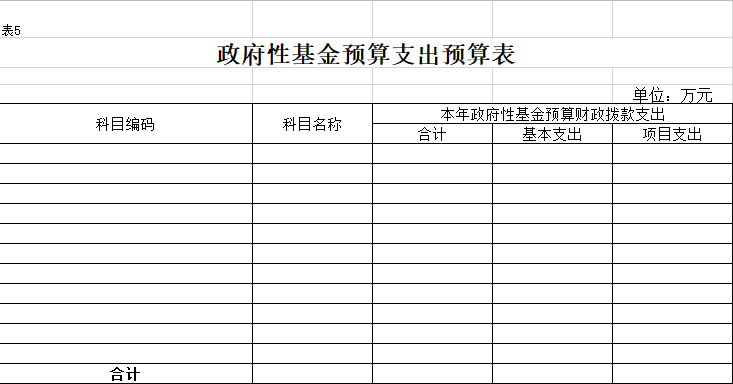 表5
政府性基金预算支出预算表
单位：万元
科目编码
科目名称
本年政府性基金预算财政拨款支出
合计
基本支出
项目支出
合计